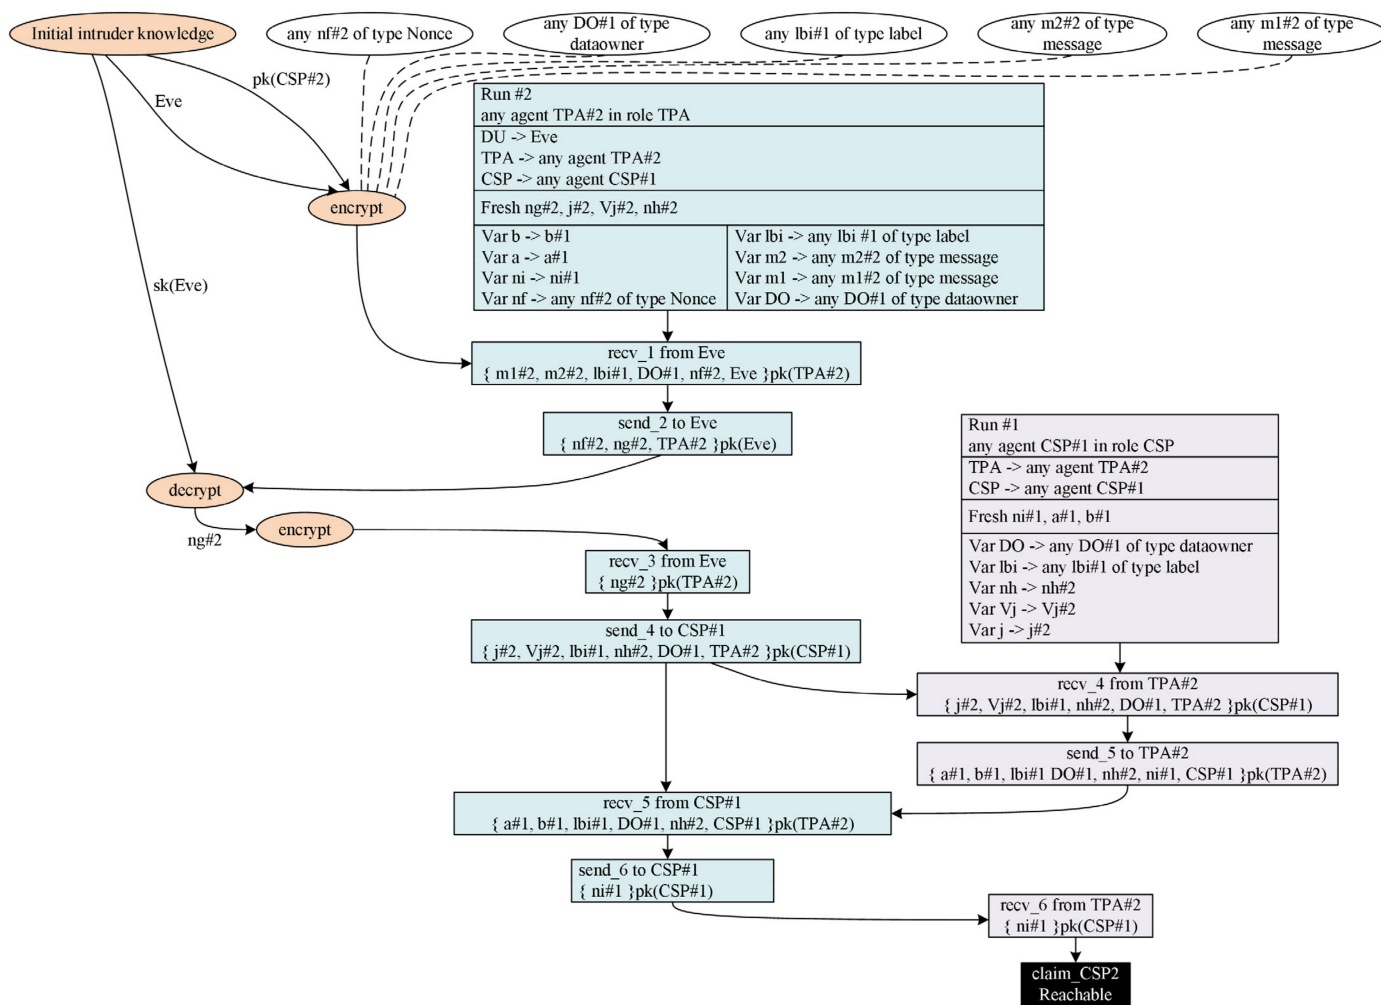 Initial intruder knowledge
any nf#2 of type Nonce
any DO#1 of type
dataowner
any lbi#1 of type label
any m2#2 of type
message
any m1#2 of type
message
pk(CSP#2)
Eve
encrypt
sk(Eve)
Run #2
any agent TPA#2 in role TPA
DU -> Eve
TPA -> any agent TPA#2
CSP -> any agent CSP#1
Fresh ng#2, j#2, Vj#2, nh#2
Var b -> b#1
Var a -> a#1
Var ni -> ni#1
Var nf -> any nf#2 of type Nonce
Var lbi -> any lbi #1 of type label
Var m2 -> any m2#2 of type message
Var m1 -> any m1#2 of type message
Var DO -> any DO#1 of type dataowner
recv_1 from Eve
{ m1#2, m2#2, lbi#1, DO#1, nf#2, Eve }pk(TPA#2)
send_2 to Eve
{ nf#2, ng#2, TPA#2 }pk(Eve)
decrypt
ng#2
encrypt
recv_3 from Eve
{ ng#2 }pk(TPA#2)
send_4 to CSP#1
{ j#2, Vj#2, lbi#1, nh#2, DO#1, TPA#2 }pk(CSP#1)
Run #1
any agent CSP#1 in role CSP
TPA -> any agent TPA#2
CSP -> any agent CSP#1
Fresh ni#1, a#1, b#1
Var DO -> any DO#1 of type dataowner
Var lbi -> any lbi#1 of type label
Var nh -> nh#2
Var Vj -> Vj#2
Var j -> j#2
recv_4 from TPA#2
{ j#2, Vj#2, lbi#1, nh#2, DO#1, TPA#2 }pk(CSP#1)
send_5 to TPA#2
{ a#1, b#1, lbi#1 DO#1, nh#2, ni#1, CSP#1 }pk(TPA#2)
recv_5 from CSP#1
{ a#1, b#1, lbi#1, DO#1, nh#2, CSP#1 }pk(TPA#2)
send_6 to CSP#1
{ ni#1 }pk(CSP#1)
recv_6 from TPA#2
{ ni#1 }pk(CSP#1)
claim_CSP2
Reachable